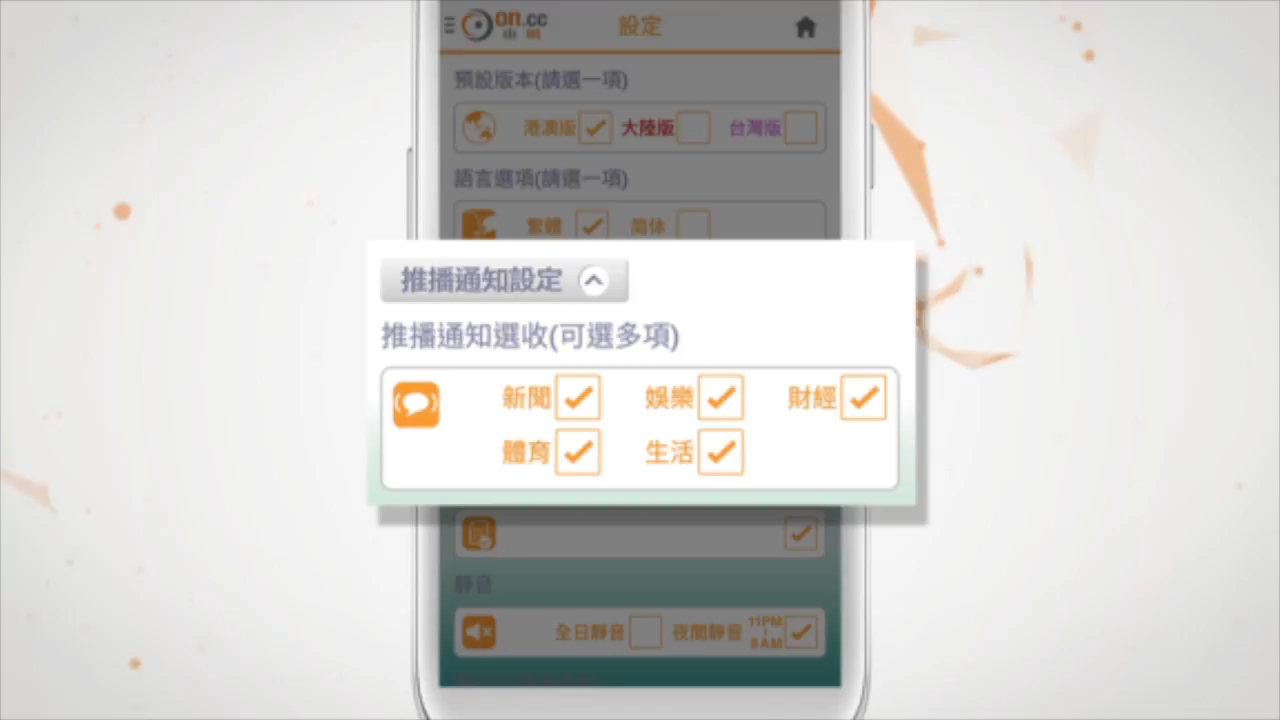 on.cc
東網
設定
預設版本(請選一項)
港澳版 大陸版 台灣版
語言選項(請選一項)
繁體 简体
推播通知設定
推播通知選收(可選多項)
新聞 娛樂 財經
體育 生活
靜音
全日靜音 夜間靜音 11PM
8AM